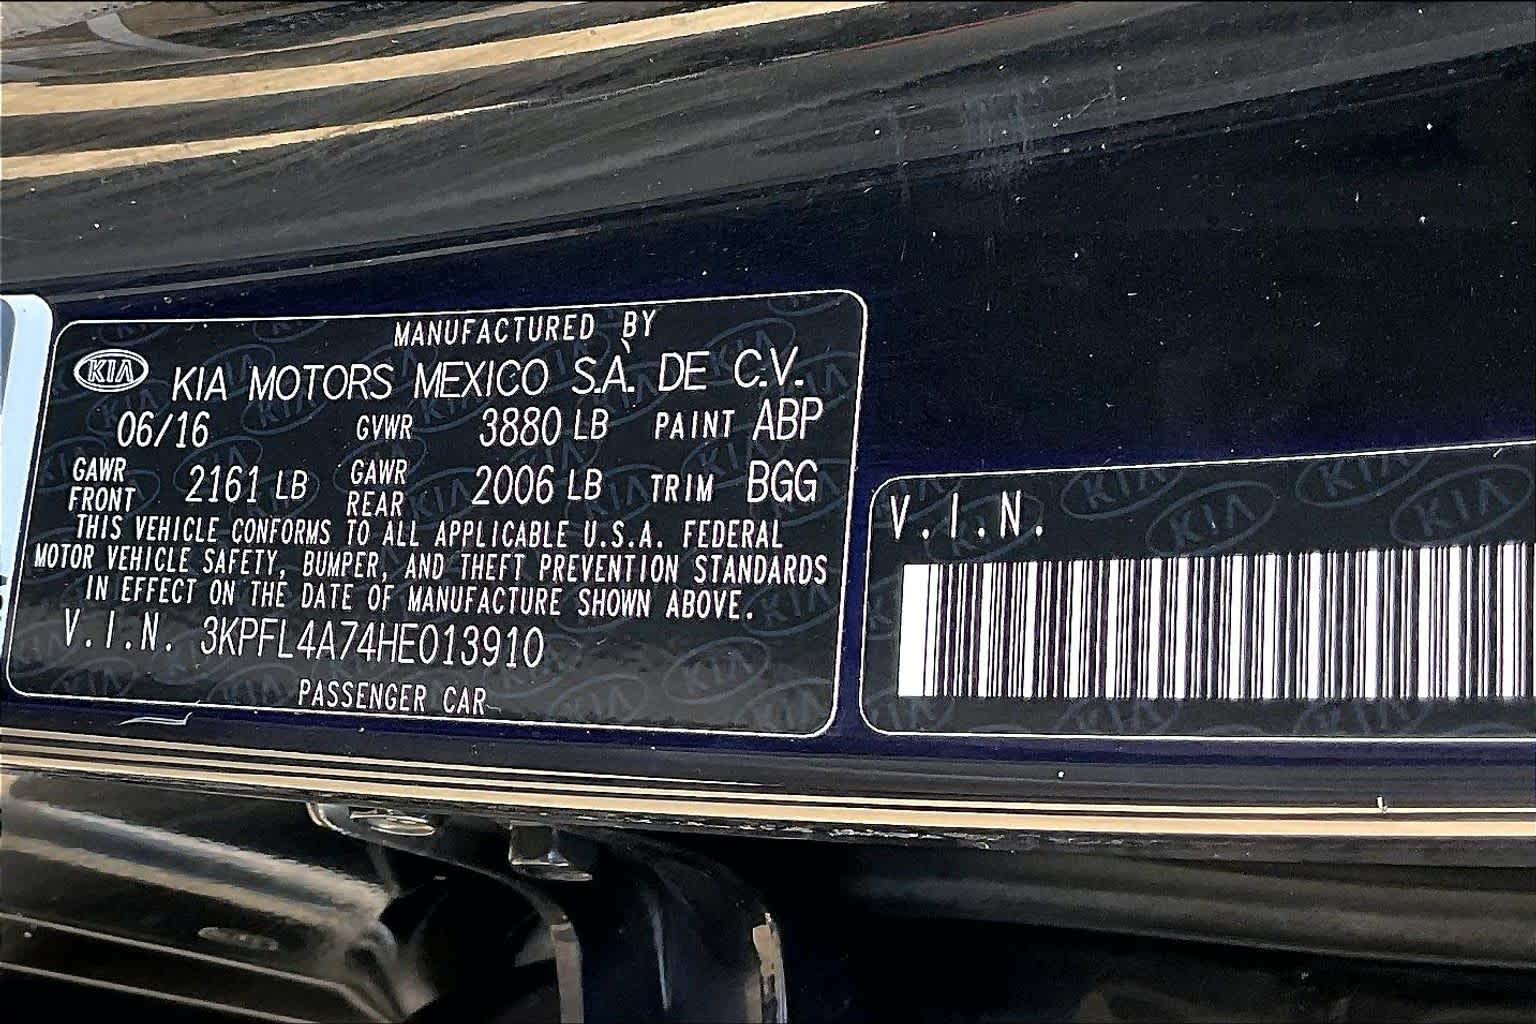 MANUFACTURED BY
KIA KIA MOTORS MEXICO S.A. DE C.V.
06/16 GVWR 3880 LB PAINT ABP
GAWR FRONT 2161 LB GAWR REAR 2006 LB TRIM BGG
THIS VEHICLE CONFORMS TO ALL APPLICABLE U.S.A. FEDERAL
MOTOR VEHICLE SAFETY, BUMPER, AND THEFT PREVENTION STANDARDS
IN EFFECT ON THE DATE OF MANUFACTURE SHOWN ABOVE.
V.I.N. 3KPFL4A74HE013910
PASSENGER CAR
V.I.N.